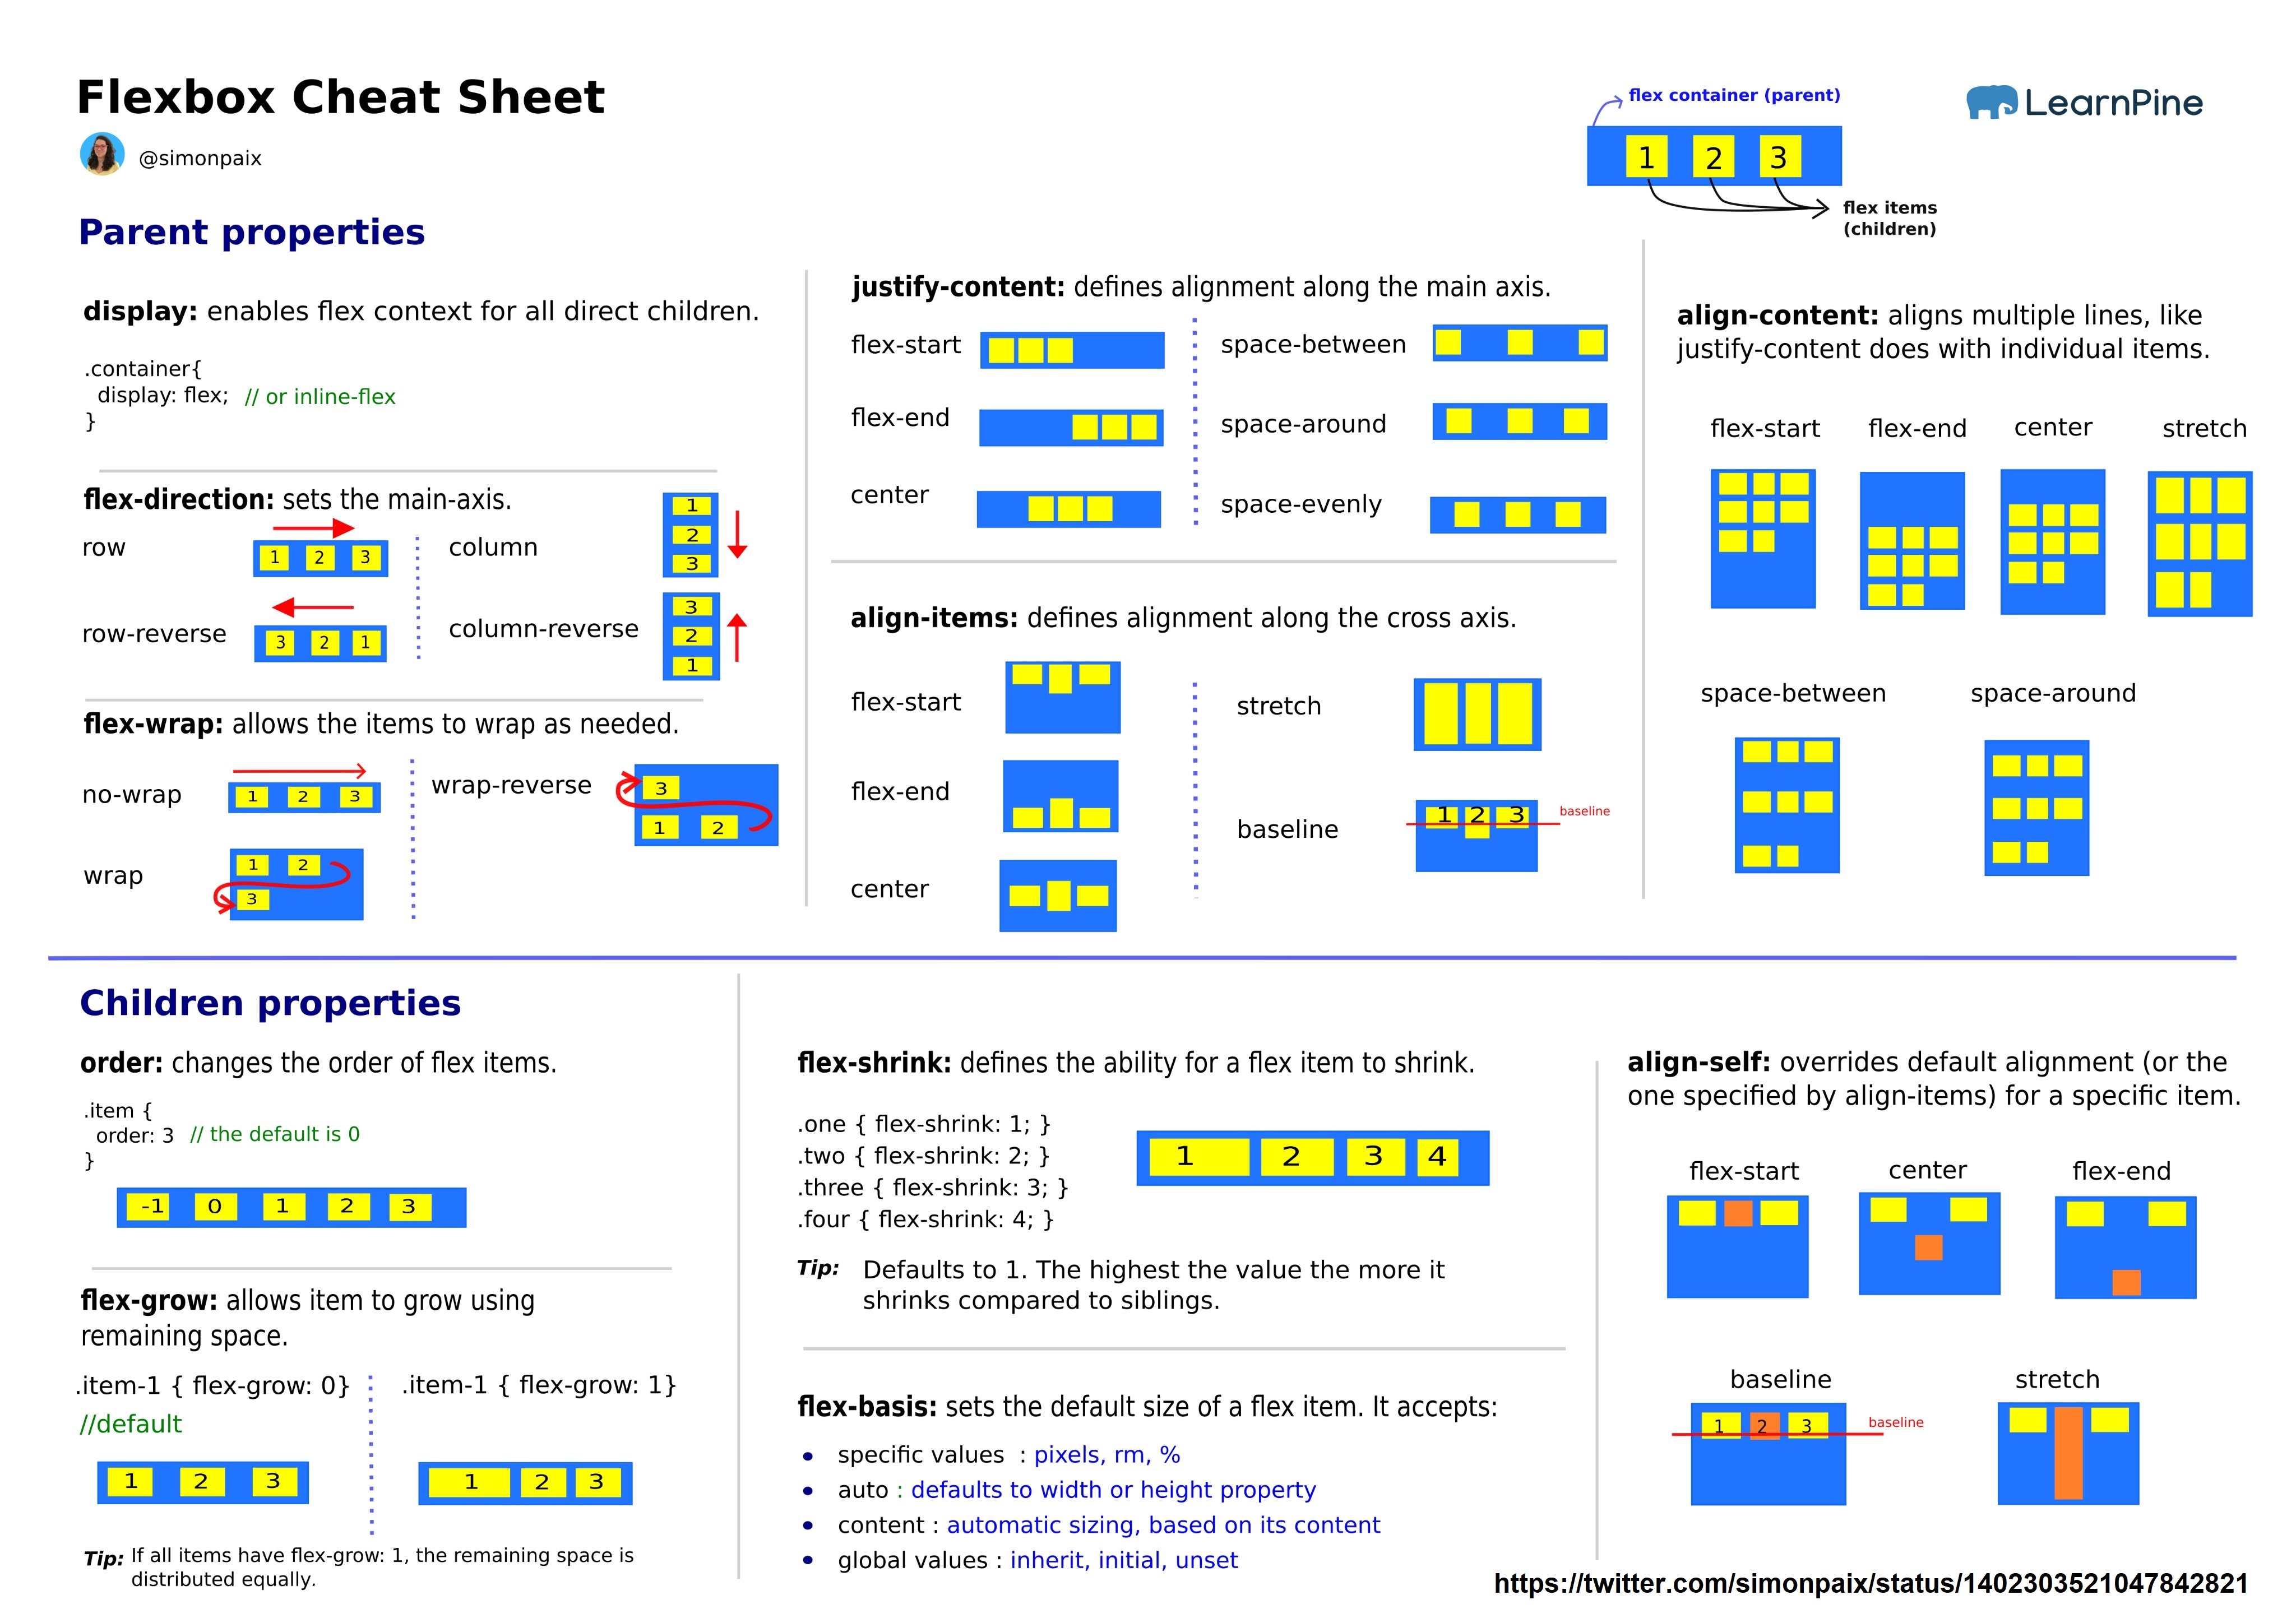 Flexbox Cheat Sheet
@simonpaix
flex container (parent)
1 2 3
flex items
(children)
LearnPine
Parent properties
display: enables flex context for all direct children.
.container{
display: flex; // or inline-flex
}
flex-direction: sets the main-axis.
row
1 2 3
column
1
2
3
row-reverse
3 2 1
column-reverse
3
2
1
flex-wrap: allows the items to wrap as needed.
no-wrap
1 2 3
wrap-reverse
3
1 2
wrap
1 2
3
justify-content: defines alignment along the main axis.
flex-start
space-between
flex-end
space-around
center
space-evenly
align-items: defines alignment along the cross axis.
flex-start
stretch
flex-end
baseline
1 2 3
baseline
center
align-content: aligns multiple lines, like
justify-content does with individual items.
flex-start flex-end center stretch
space-between space-around
Children properties
order: changes the order of flex items.
.item {
order: 3 // the default is 0
}
-1 0 1 2 3
flex-grow: allows item to grow using
remaining space.
.item-1 { flex-grow: 0}
//default
1 2 3
.item-1 { flex-grow: 1}
1 2 3
Tip: If all items have flex-grow: 1, the remaining space is
distributed equally.
flex-shrink: defines the ability for a flex item to shrink.
.one { flex-shrink: 1; }
.two { flex-shrink: 2; }
.three { flex-shrink: 3; }
.four { flex-shrink: 4; }
1 2 3 4
Tip: Defaults to 1. The highest the value the more it
shrinks compared to siblings.
flex-basis: sets the default size of a flex item. It accepts:
• specific values : pixels, rm, %
• auto : defaults to width or height property
• content : automatic sizing, based on its content
• global values : inherit, initial, unset
align-self: overrides default alignment (or the
one specified by align-items) for a specific item.
flex-start center flex-end
baseline stretch
1 2 3
baseline
https://twitter.com/simonpaix/status/1402303521047842821